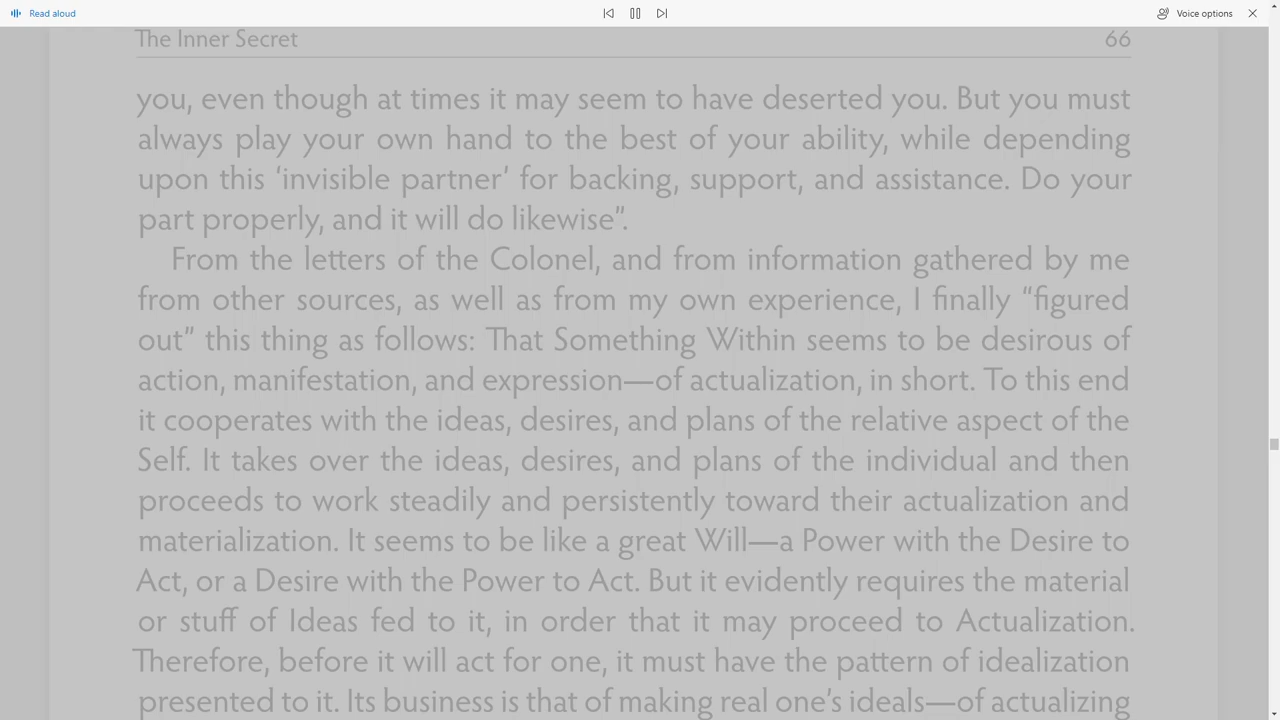 Read aloud
Voice options
The Inner Secret 66
you, even though at times it may seem to have deserted you. But you must
always play your own hand to the best of your ability, while depending
upon this ‘invisible partner’ for backing, support, and assistance. Do your
part properly, and it will do likewise”.
From the letters of the Colonel, and from information gathered by me
from other sources, as well as from my own experience, I finally “figured
out” this thing as follows: That Something Within seems to be desirous of
action, manifestation, and expression—of actualization, in short. To this end
it cooperates with the ideas, desires, and plans of the relative aspect of the
Self. It takes over the ideas, desires, and plans of the individual and then
proceeds to work steadily and persistently toward their actualization and
materialization. It seems to be like a great Will—a Power with the Desire to
Act, or a Desire with the Power to Act. But it evidently requires the material
or stuff of Ideas fed to it, in order that it may proceed to Actualization.
Therefore, before it will act for one, it must have the pattern of idealization
presented to it. Its business is that of making real one’s ideals—of actualizing